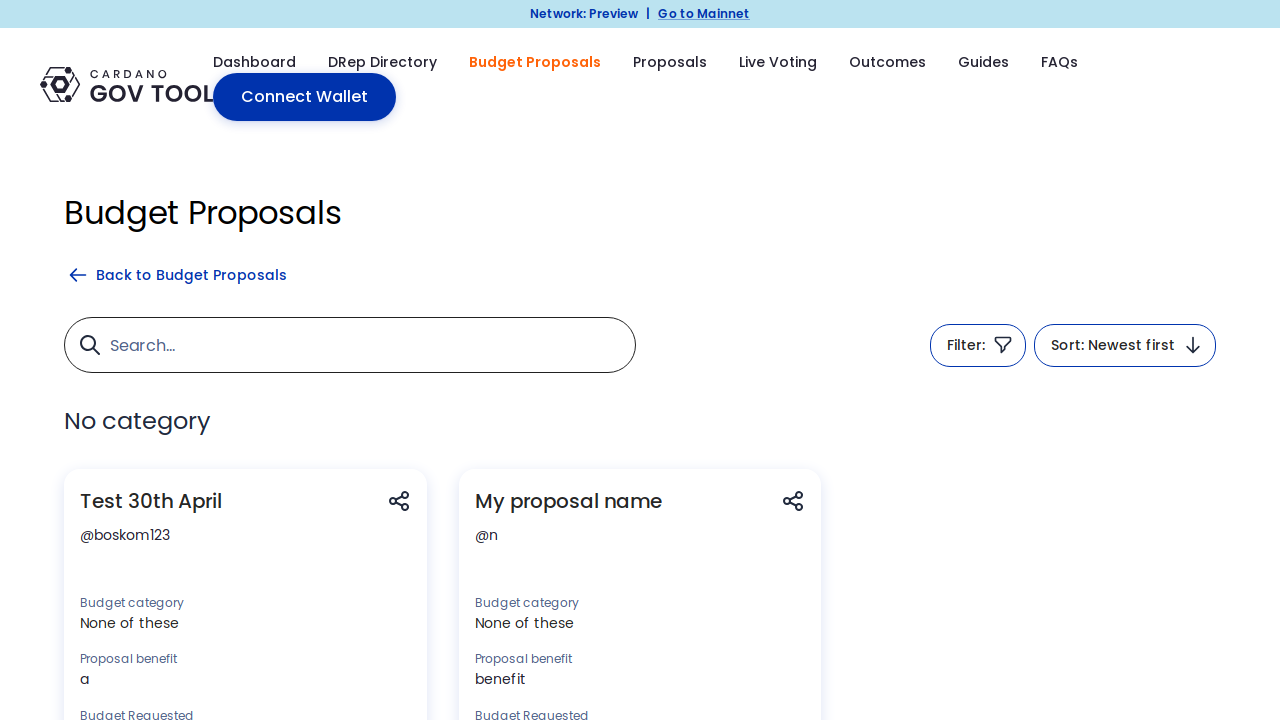 Network: Preview | Go to Mainnet
CARDANO
GOV TOOL
Dashboard DRep Directory Budget Proposals Proposals Live Voting Outcomes Guides FAQs
Connect Wallet
Budget Proposals
Back to Budget Proposals
Search...
Filter:
Sort: Newest first
No category
Test 30th April
@boskom123
Budget category
None of these
Proposal benefit
a
Budget Requested
My proposal name
@n
Budget category
None of these
Proposal benefit
benefit
Budget Requested